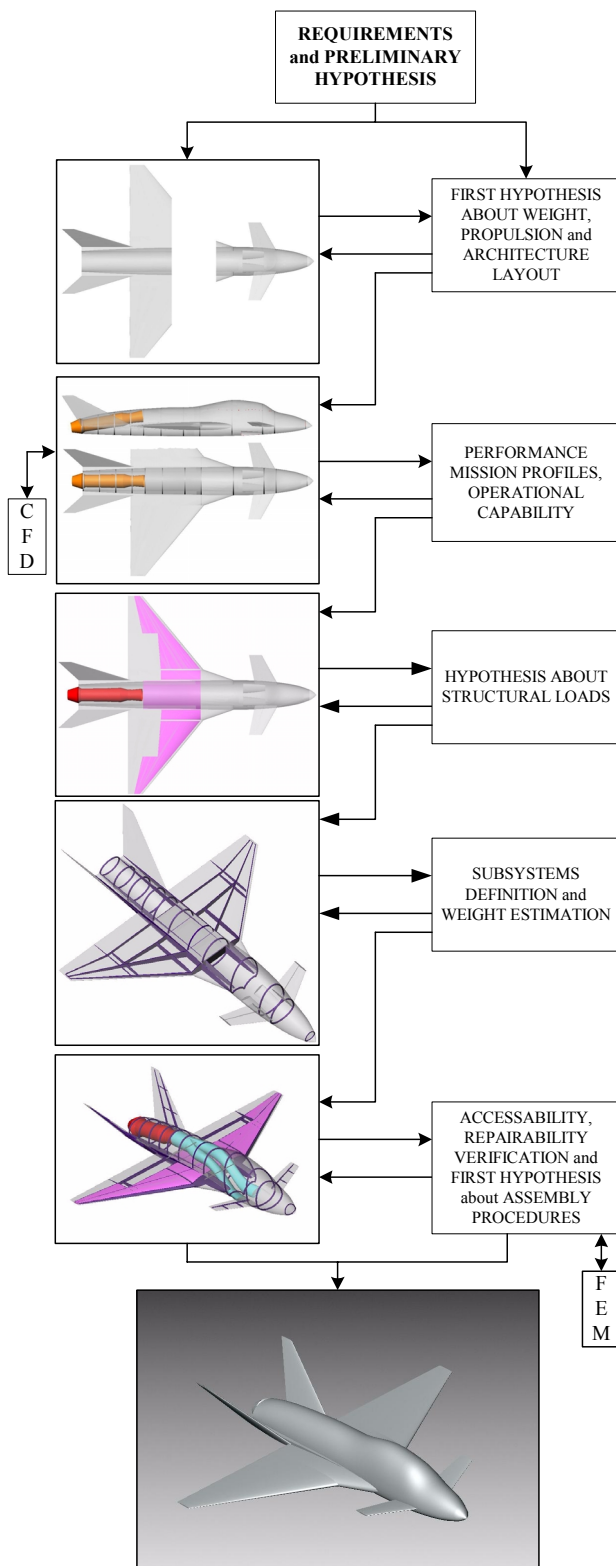 REQUIREMENTS
and PRELIMINARY
HYPOTHESIS
FIRST HYPOTHESIS
ABOUT WEIGHT,
PROPULSION and
ARCHITECTURE
LAYOUT
PERFORMANCE
MISSION PROFILES,
OPERATIONAL
CAPABILITY
C
F
D
HYPOTHESIS ABOUT
STRUCTURAL LOADS
SUBSYSTEMS
DEFINITION and
WEIGHT ESTIMATION
ACCESSABILITY,
REPAIRABILITY
VERIFICATION and
FIRST HYPOTHESIS
about ASSEMBLY
PROCEDURES
F
E
M